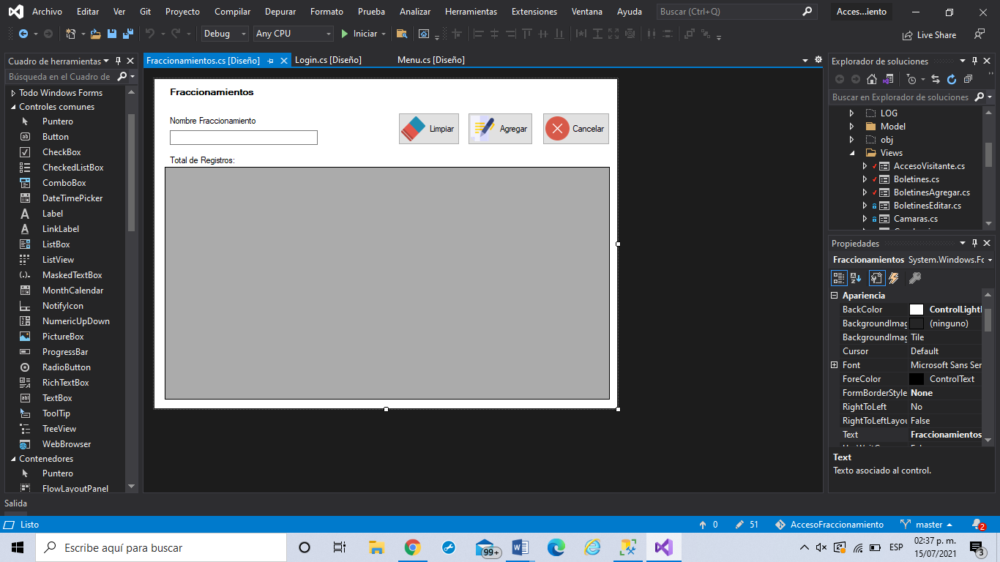 Archivo Editar Ver Git Proyecto Compilar Depurar Formato Prueba Analizar Herramientas Extensiones Ventana Ayuda Buscar (Ctrl+Q) Acces...iento
Debug Any CPU Iniciar Live Share
Cuadro de herramientas
Búsqueda en el Cuadro de
Todo Windows Forms
Controles comunes
Puntero
Button
CheckBox
CheckedListBox
ComboBox
DateTimePicker
Label
LinkLabel
ListBox
ListView
MaskedTextBox
MonthCalendar
NotifyIcon
NumericUpDown
PictureBox
ProgressBar
RadioButton
RichTextBox
TextBox
ToolTip
TreeView
WebBrowser
Contenedores
Puntero
FlowLayoutPanel
Fraccionamientos.cs [Diseño] Login.cs [Diseño] Menu.cs [Diseño]
Fraccionamientos
Nombre Fraccionamiento
Limpiar Agregar Cancelar
Total de Registros:
Explorador de soluciones
Buscar en Explorador de soluciones
LOG
Model
obj
Views
AccesoVisitante.cs
Boletines.cs
BoletinesAgregar.cs
BoletinesEditar.cs
Camaras.cs
Propiedades
Fraccionamientos System.Windows.Fo
Apariencia
BackColor ControlLightl
BackgroundImag (ninguno)
BackgroundImag Tile
Cursor Default
Font Microsoft Sans Ser
ForeColor ControlText
FormBorderStyle None
RightToLeft No
RightToLeftLayou False
Text Fraccionamientos
Text
Texto asociado al control.
Salida
Listo 0 51 AccesoFraccionamiento master 2
Escribe aquí para buscar 99+ ESP 02:37 p. m.
15/07/2021 3